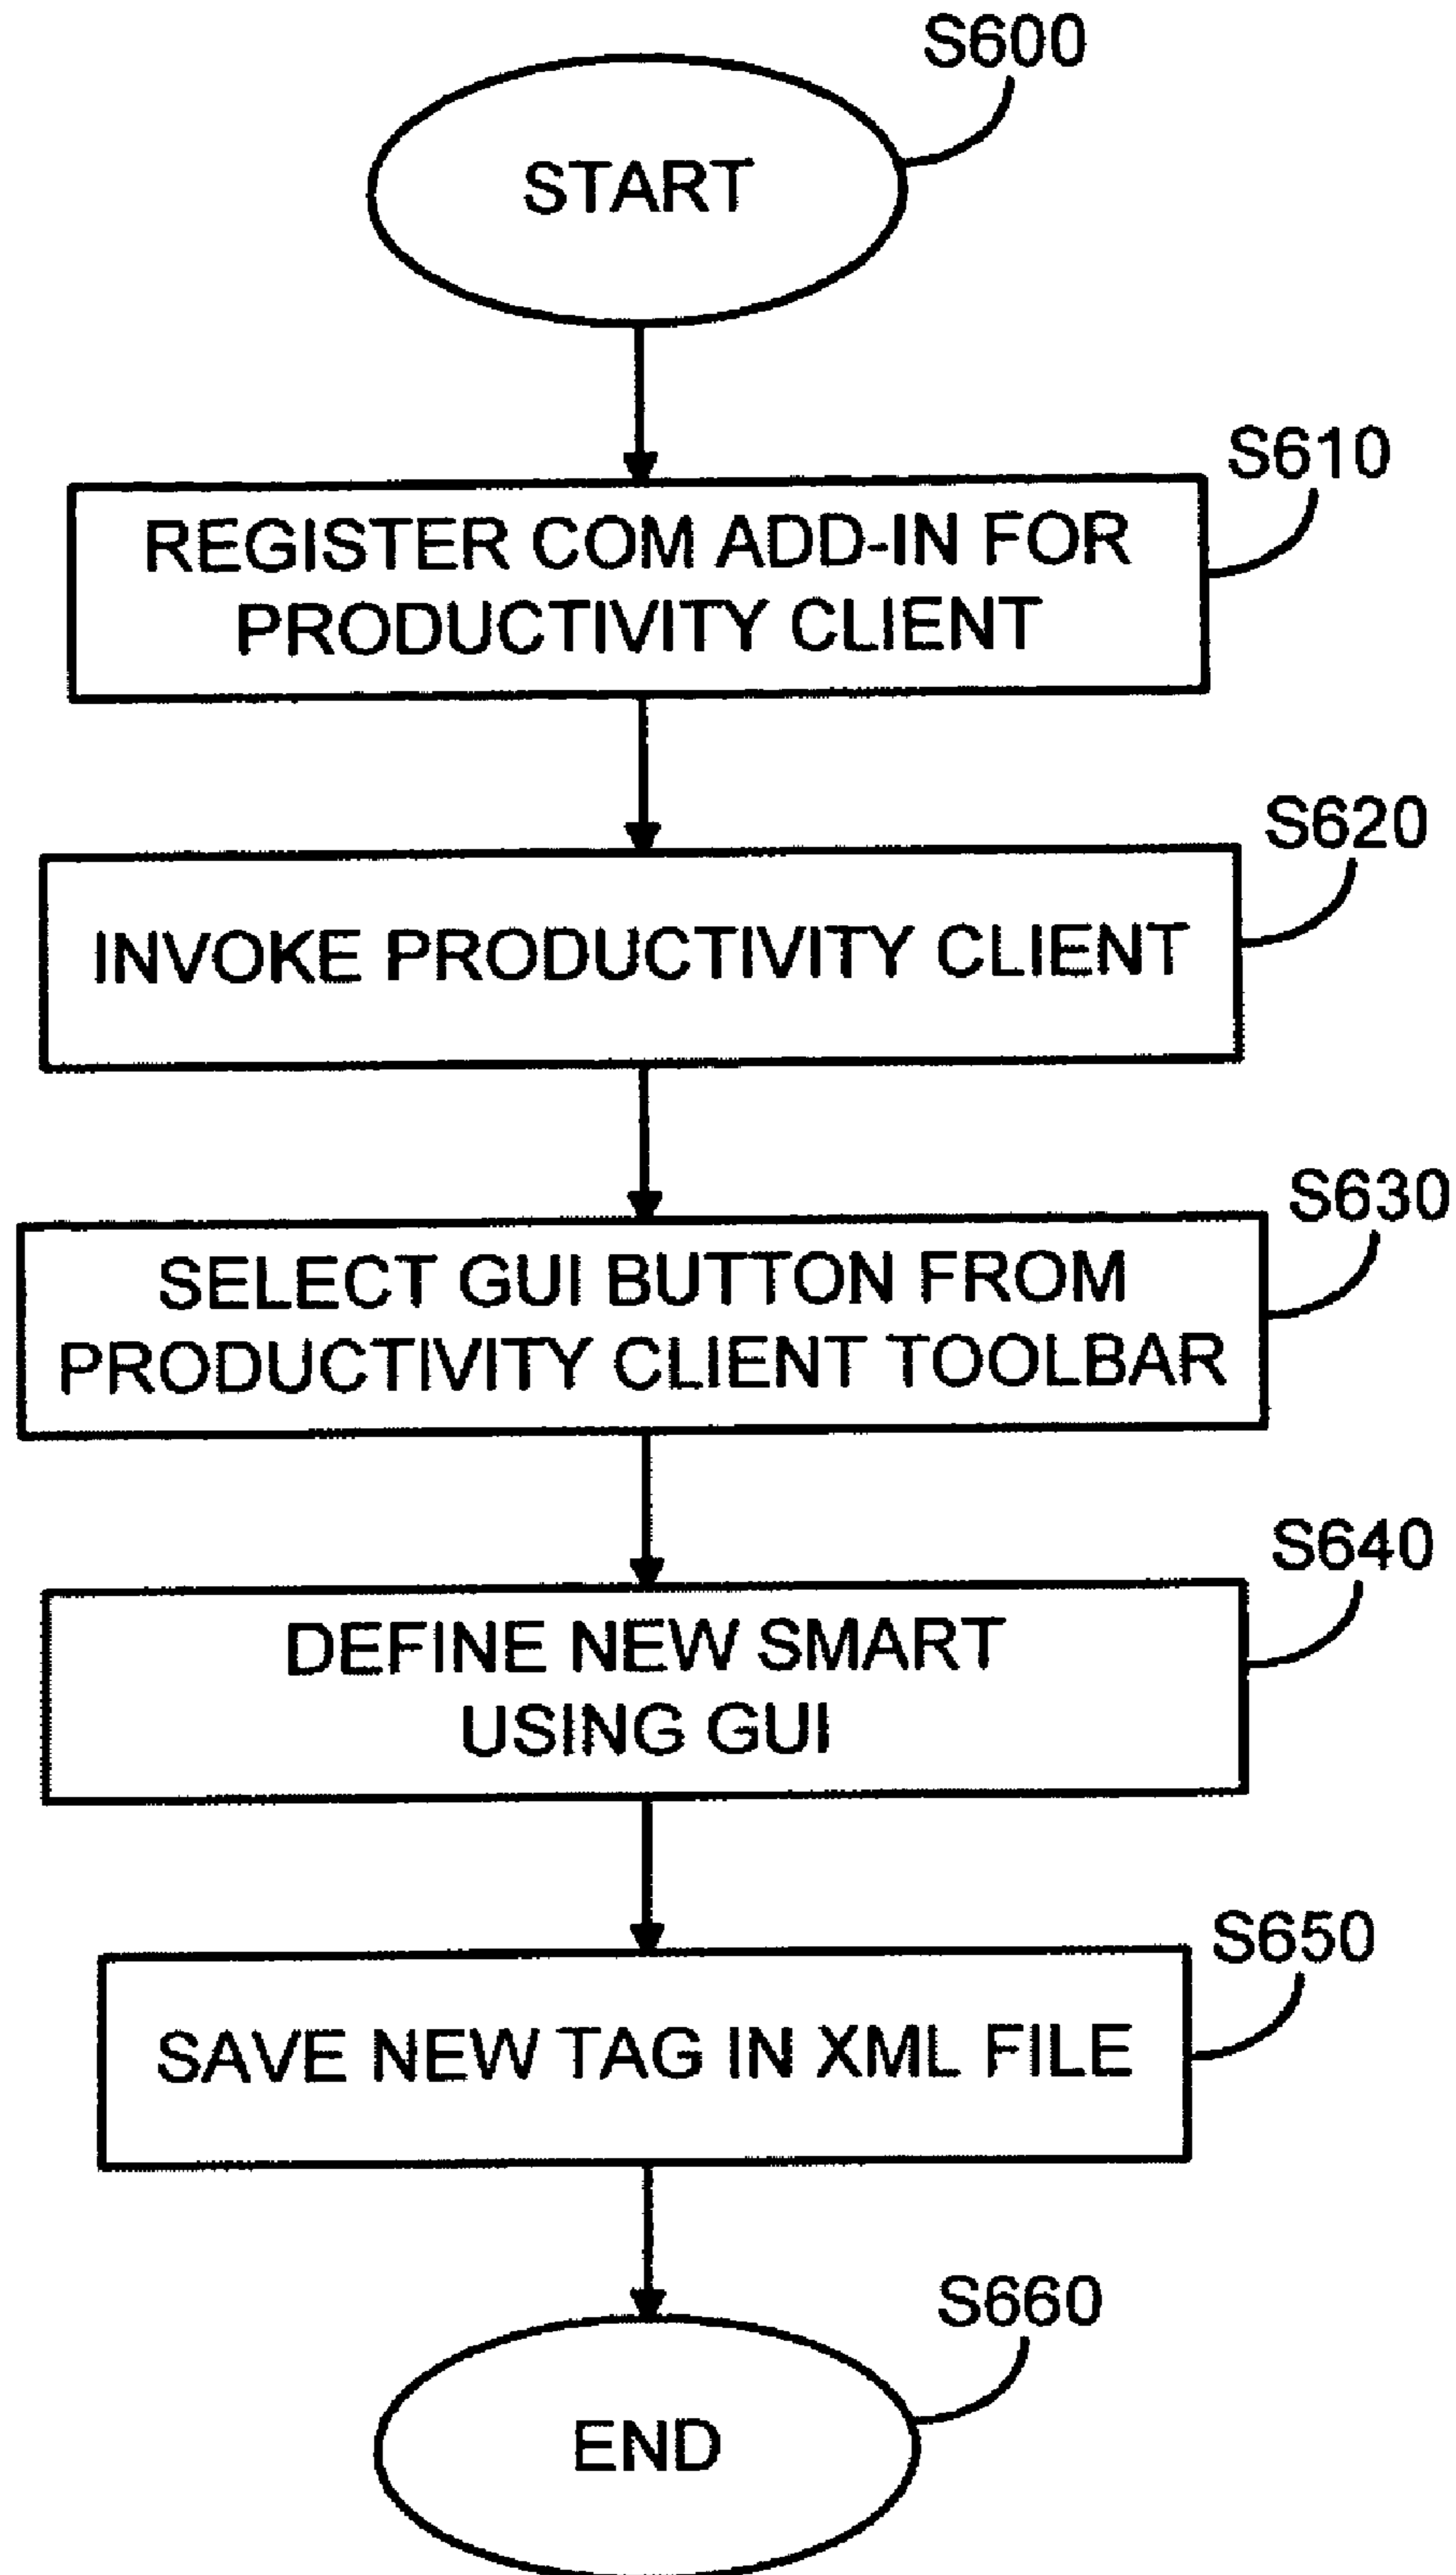 S600
START
S610
REGISTER COM ADD-IN FOR
PRODUCTIVITY CLIENT
S620
INVOKE PRODUCTIVITY CLIENT
S630
SELECT GUI BUTTON FROM
PRODUCTIVITY CLIENT TOOLBAR
S640
DEFINE NEW SMART
USING GUI
S650
SAVE NEW TAG IN XML FILE
S660
END